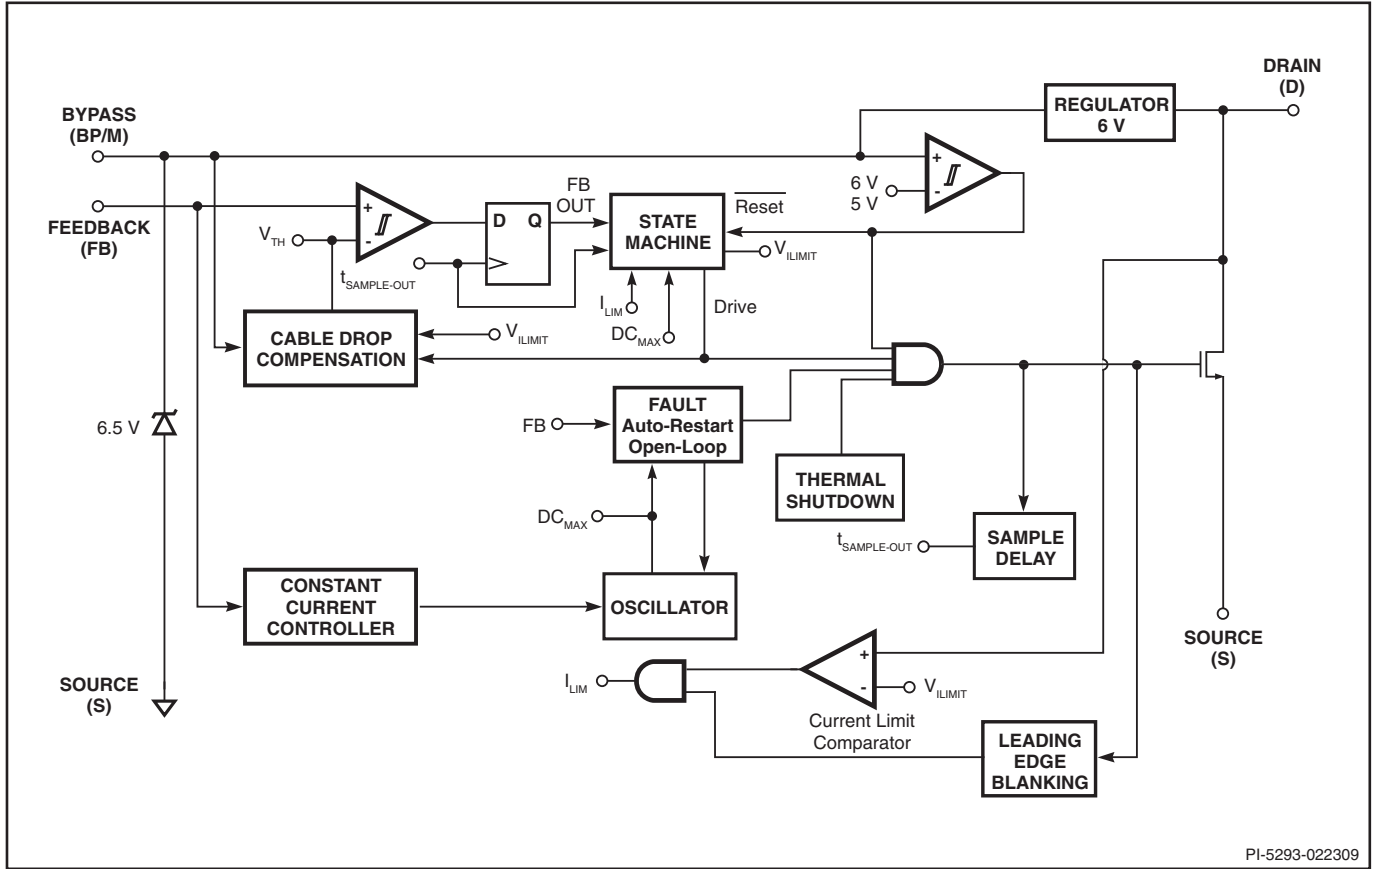 DRAIN
(D)
REGULATOR
6 V
BYPASS
(BP/M)
FEEDBACK
(FB)
+
-
V_TH
t_SAMPLE-OUT
D Q
FB
OUT
STATE
MACHINE
Reset
+
-
6 V
5 V
V_ILIMIT
I_LIM
DC_MAX
Drive
CABLE DROP
COMPENSATION
V_ILIMIT
6.5 V
FB
FAULT
Auto-Restart
Open-Loop
THERMAL
SHUTDOWN
DC_MAX
t_SAMPLE-OUT
SAMPLE
DELAY
CONSTANT
CURRENT
CONTROLLER
OSCILLATOR
SOURCE
(S)
SOURCE
(S)
I_LIM
+
-
V_ILIMIT
Current Limit
Comparator
LEADING
EDGE
BLANKING
PI-5293-022309